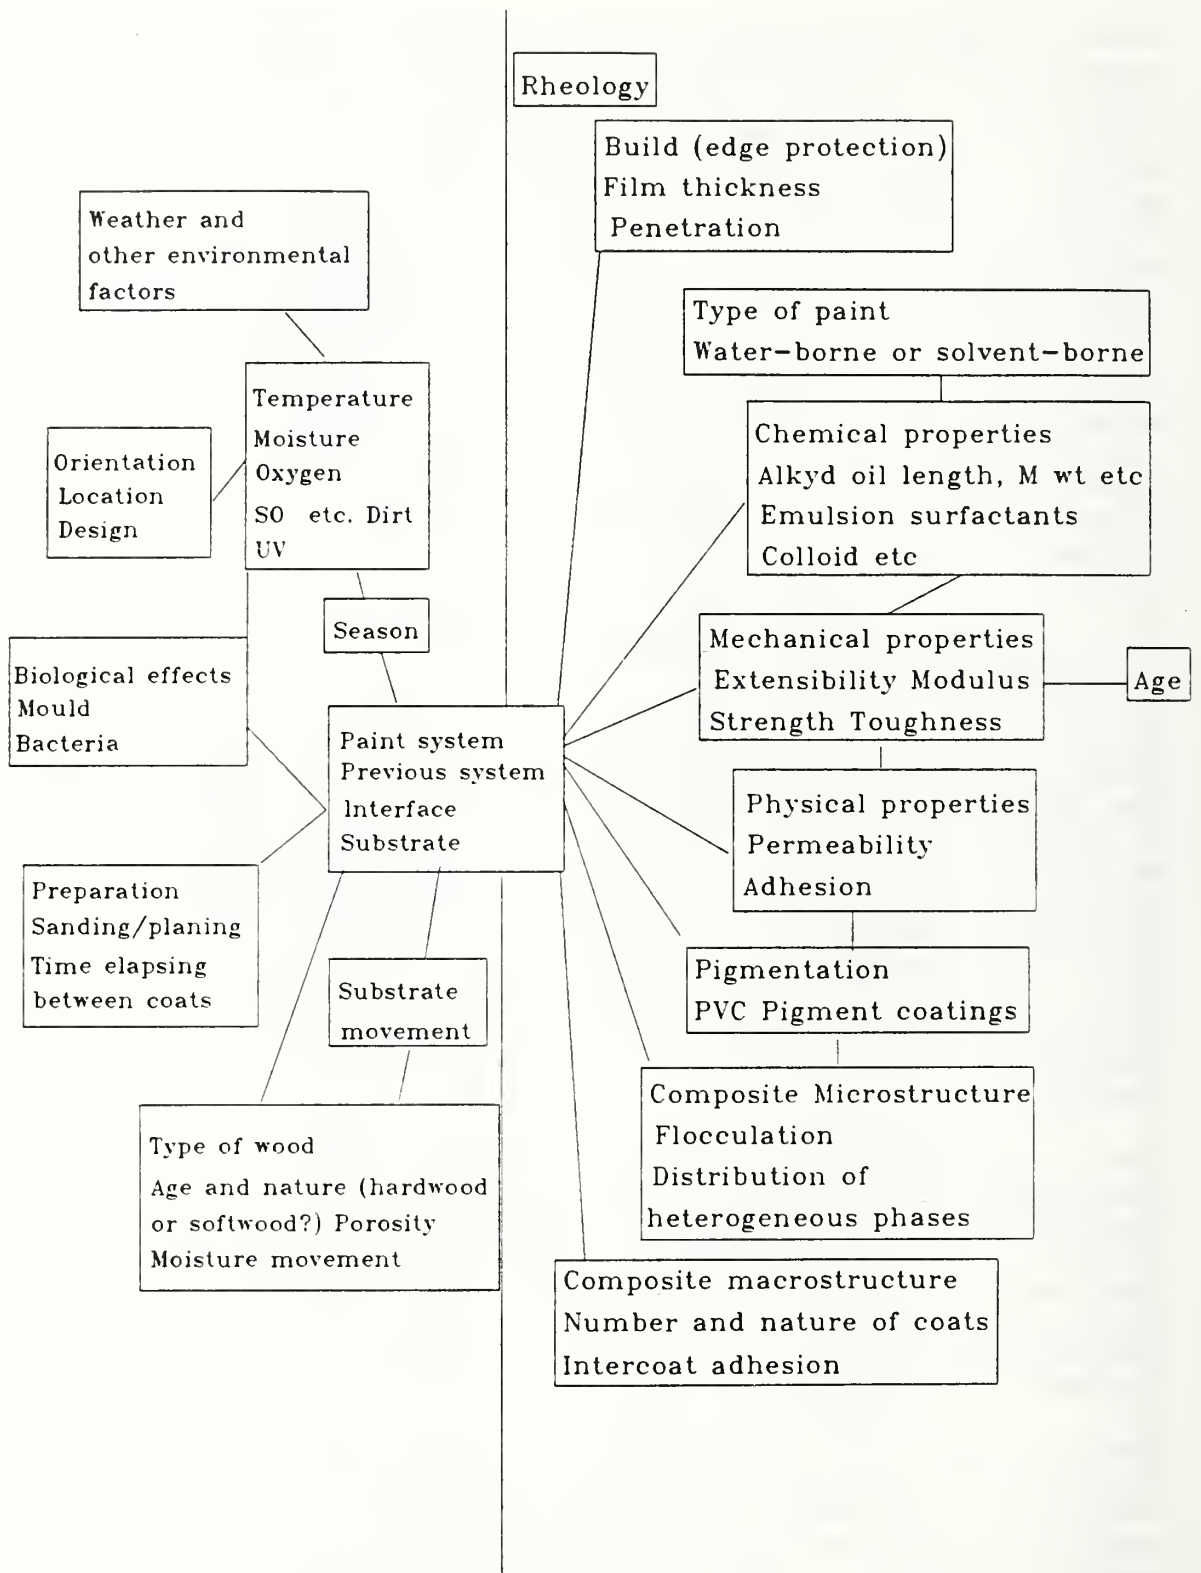 Rheology
Build (edge protection)
Film thickness
Penetration
Weather and
other environmental
factors
Type of paint
Water-borne or solvent-borne
Temperature
Moisture
Oxygen
SO etc. Dirt
UV
Orientation
Location
Design
Chemical properties
Alkyd oil length, M wt etc
Emulsion surfactants
Colloid etc
Season
Mechanical properties
Extensibility Modulus
Strength Toughness
Age
Biological effects
Mould
Bacteria
Paint system
Previous system
Interface
Substrate
Physical properties
Permeability
Adhesion
Preparation
Sanding/planing
Time elapsing
between coats
Substrate
movement
Pigmentation
PVC Pigment coatings
Composite Microstructure
Flocculation
Distribution of
heterogeneous phases
Type of wood
Age and nature (hardwood
or softwood?) Porosity
Moisture movement
Composite macrostructure
Number and nature of coats
Intercoat adhesion